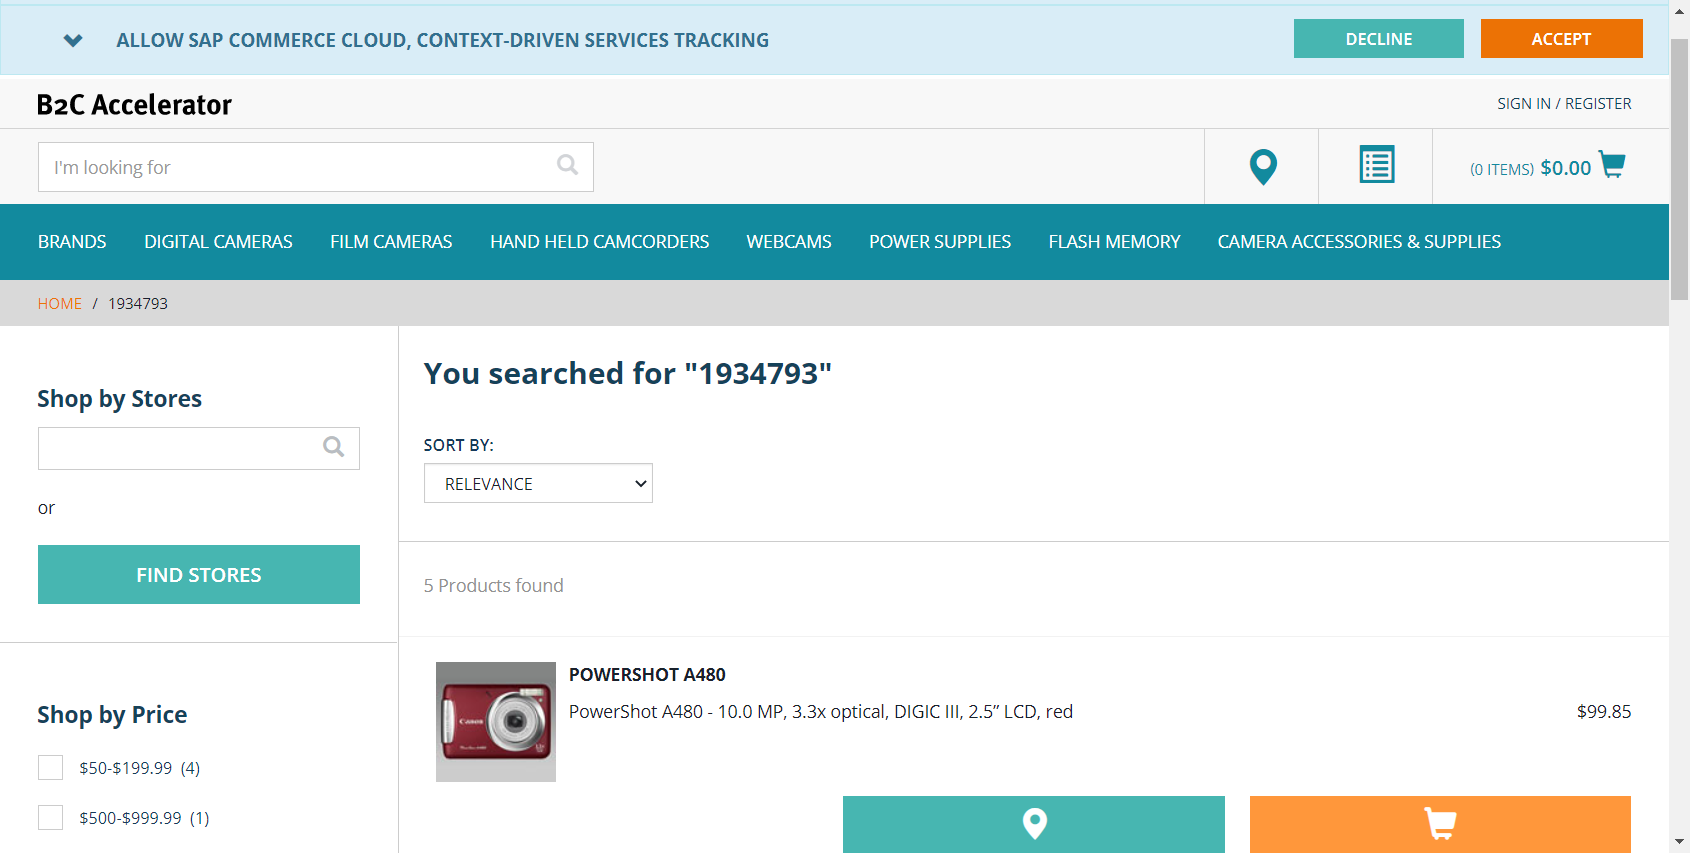 ALLOW SAP COMMERCE CLOUD, CONTEXT-DRIVEN SERVICES TRACKING
DECLINE
ACCEPT
B2C Accelerator
SIGN IN / REGISTER
I'm looking for
(0 ITEMS) $0.00
BRANDS DIGITAL CAMERAS FILM CAMERAS HAND HELD CAMCORDERS WEBCAMS POWER SUPPLIES FLASH MEMORY CAMERA ACCESSORIES & SUPPLIES
HOME / 1934793
Shop by Stores
or
FIND STORES
Shop by Price
$50-$199.99 (4)
$500-$999.99 (1)
You searched for "1934793"
SORT BY:
RELEVANCE
5 Products found
Canon
POWERSHOT A480
PowerShot A480 - 10.0 MP, 3.3x optical, DIGIC III, 2.5” LCD, red
$99.85